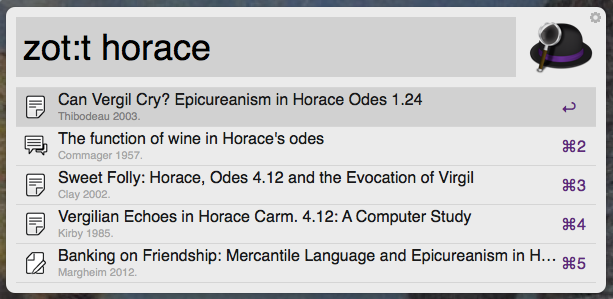 zot:t horace
Can Vergil Cry? Epicureanism in Horace Odes 1.24
Thibodeau 2003.
↩
The function of wine in Horace's odes
Commager 1957.
⌘2
Sweet Folly: Horace, Odes 4.12 and the Evocation of Virgil
Clay 2002.
⌘3
Vergilian Echoes in Horace Carm. 4.12: A Computer Study
Kirby 1985.
⌘4
Banking on Friendship: Mercantile Language and Epicureanism in H…
Margheim 2012.
⌘5